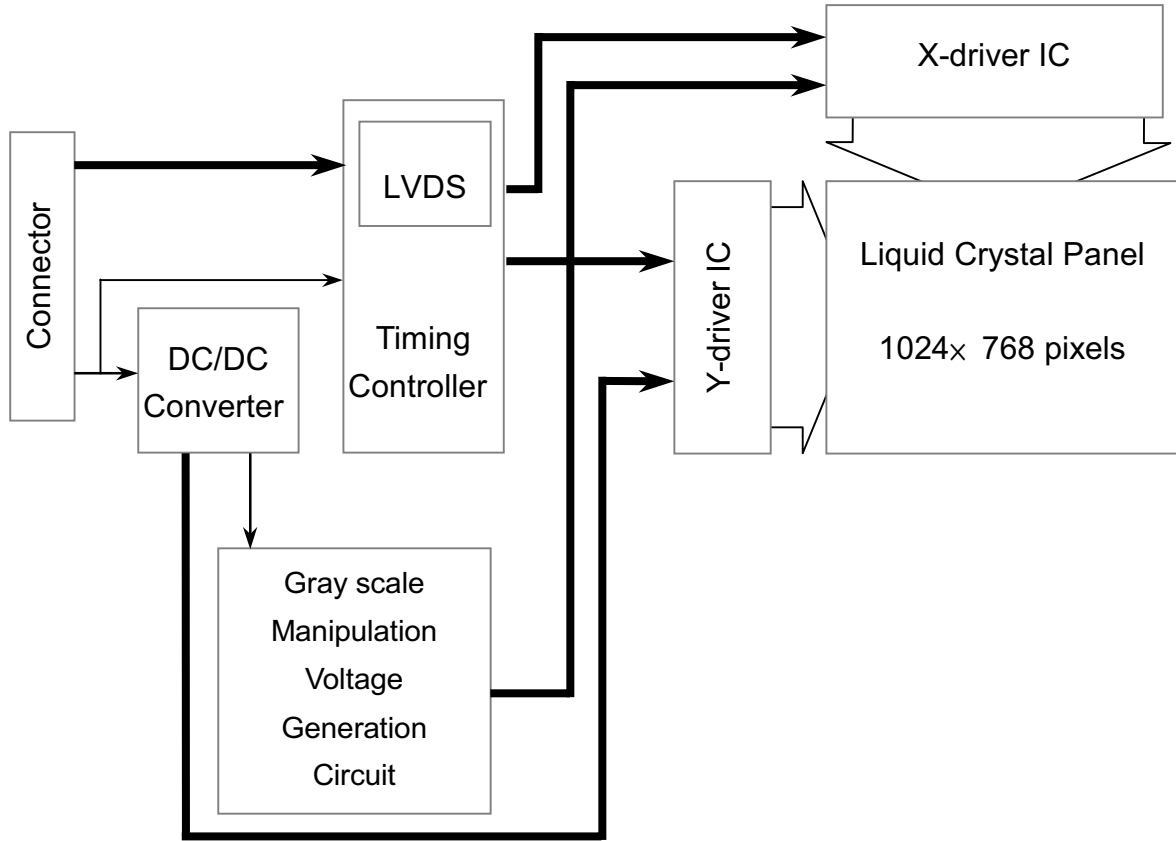 X-driver IC
Connector
LVDS
Timing
Controller
DC/DC
Converter
Y-driver IC
Liquid Crystal Panel
1024× 768 pixels
Gray scale
Manipulation
Voltage
Generation
Circuit